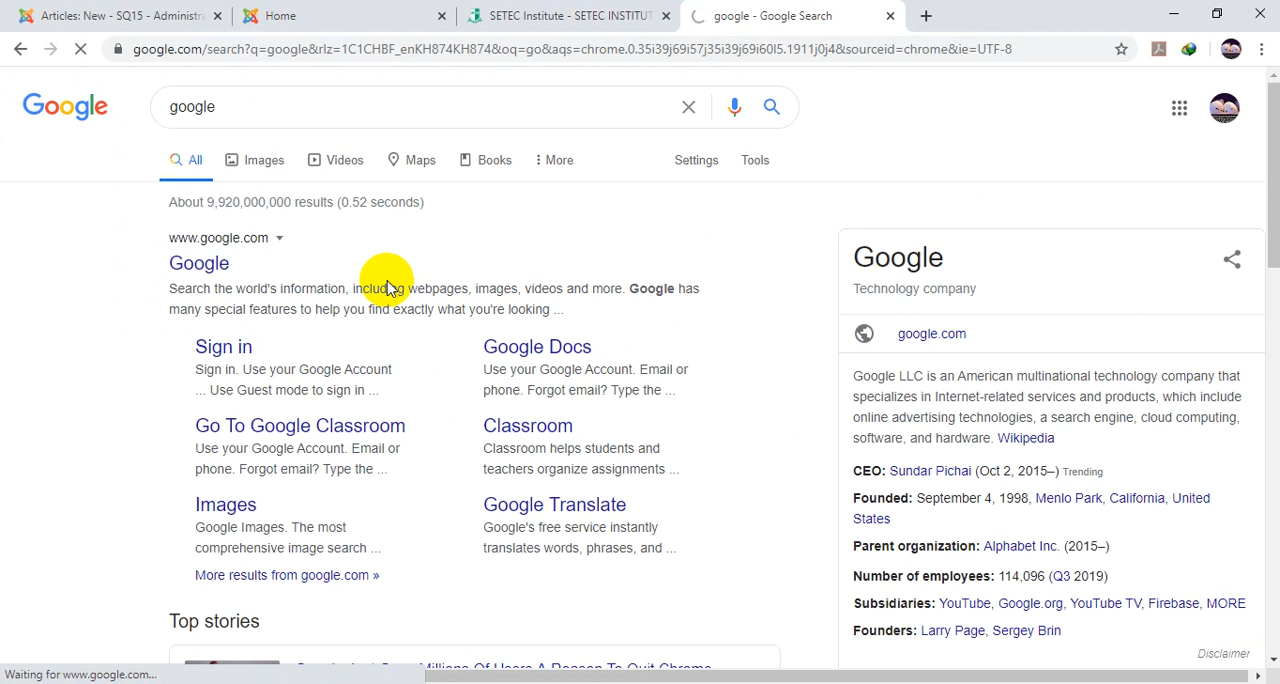 Articles: New - SQ15 - Administra
Home
SETEC Institute - SETEC INSTITUT
google - Google Search
google.com/search?q=google&rlz=1C1CHBF_enKH874KH874&oq=go&aqs=chrome.0.35i39j69i57j35i39j69i60l5.1911j0j4&sourceid=chrome&ie=UTF-8
Google
google
All
Images
Videos
Maps
Books
More
Settings
Tools
About 9,920,000,000 results (0.52 seconds)
www.google.com
Google
Search the world's information, including webpages, images, videos and more. Google has
many special features to help you find exactly what you're looking ...
Sign in
Sign in. Use your Google Account
... Use Guest mode to sign in ...
Google Docs
Use your Google Account. Email or
phone. Forgot email? Type the ...
Go To Google Classroom
Use your Google Account. Email or
phone. Forgot email? Type the ...
Classroom
Classroom helps students and
teachers organize assignments ...
Images
Google Images. The most
comprehensive image search ...
Google Translate
Google's free service instantly
translates words, phrases, and ...
More results from google.com »
Top stories
Millions Of Users A Reason To Quit Chrome
Google
Technology company
google.com
Google LLC is an American multinational technology company that
specializes in Internet-related services and products, which include
online advertising technologies, a search engine, cloud computing,
software, and hardware. Wikipedia
CEO: Sundar Pichai (Oct 2, 2015–) Trending
Founded: September 4, 1998, Menlo Park, California, United
States
Parent organization: Alphabet Inc. (2015–)
Number of employees: 114,096 (Q3 2019)
Subsidiaries: YouTube, Google.org, YouTube TV, Firebase, MORE
Founders: Larry Page, Sergey Brin
Disclaimer
Waiting for www.google.com...